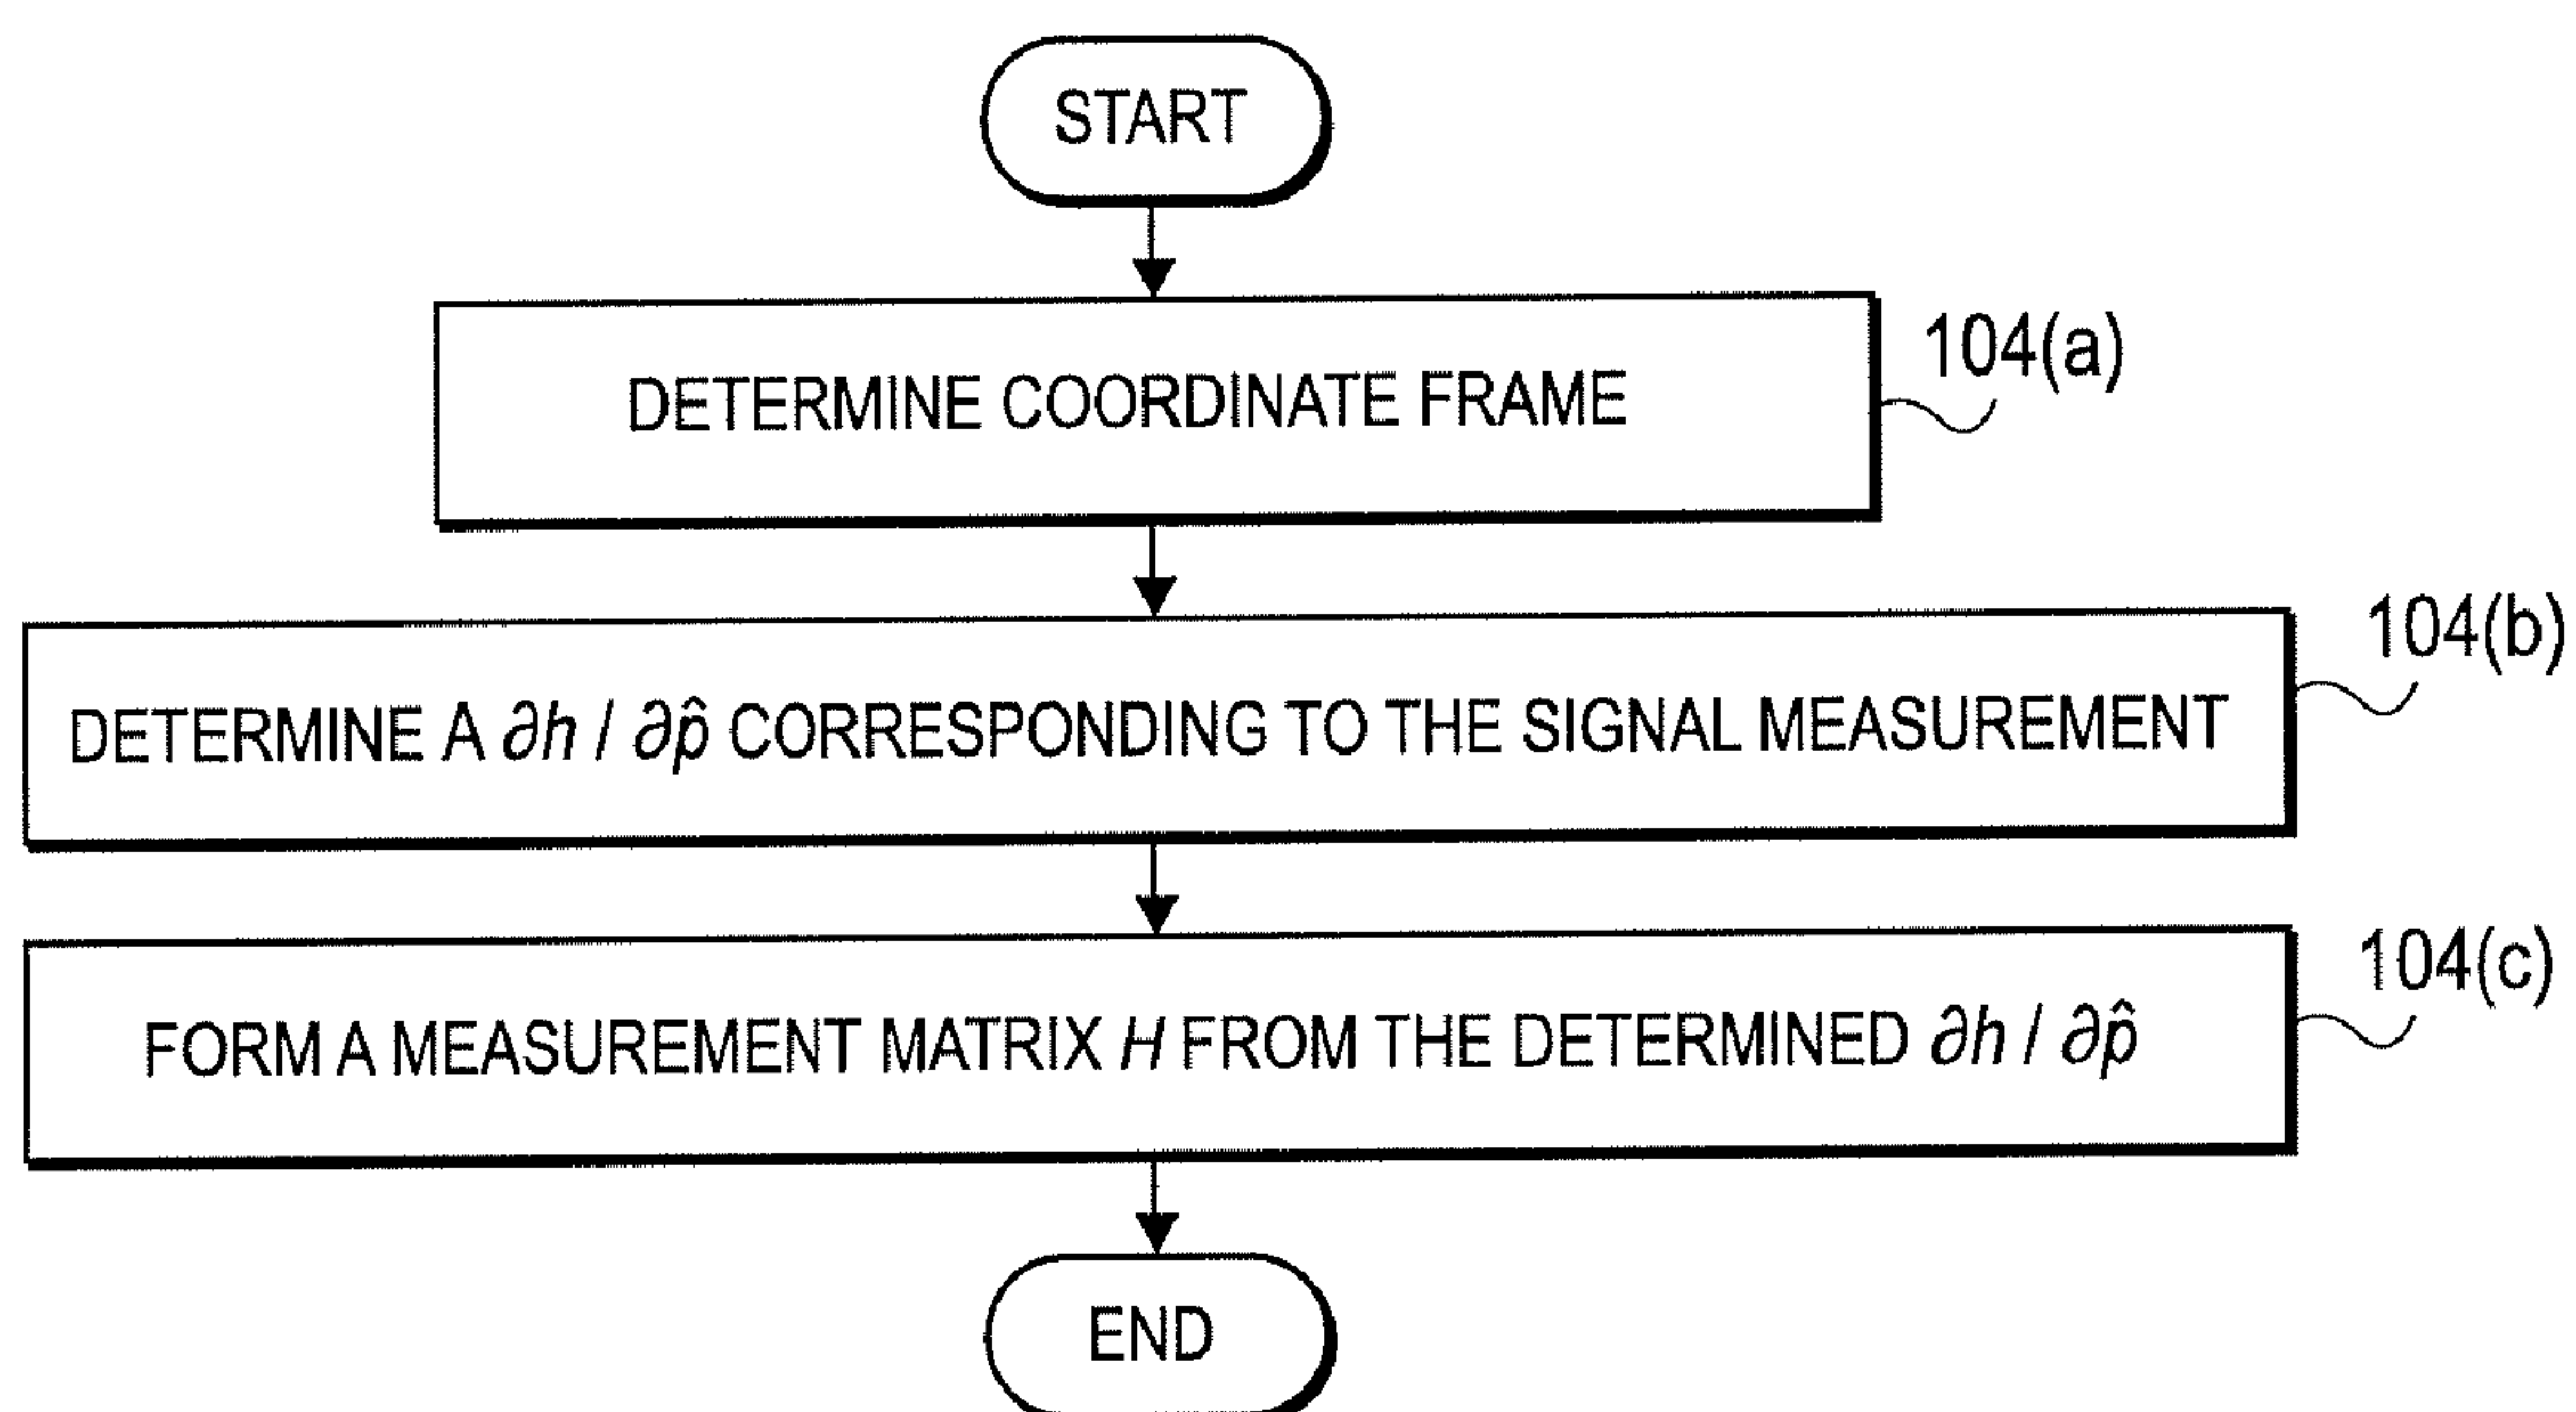 START
DETERMINE COORDINATE FRAME
104(a)
DETERMINE A ∂h / ∂p̂ CORRESPONDING TO THE SIGNAL MEASUREMENT
104(b)
FORM A MEASUREMENT MATRIX H FROM THE DETERMINED ∂h / ∂p̂
104(c)
END